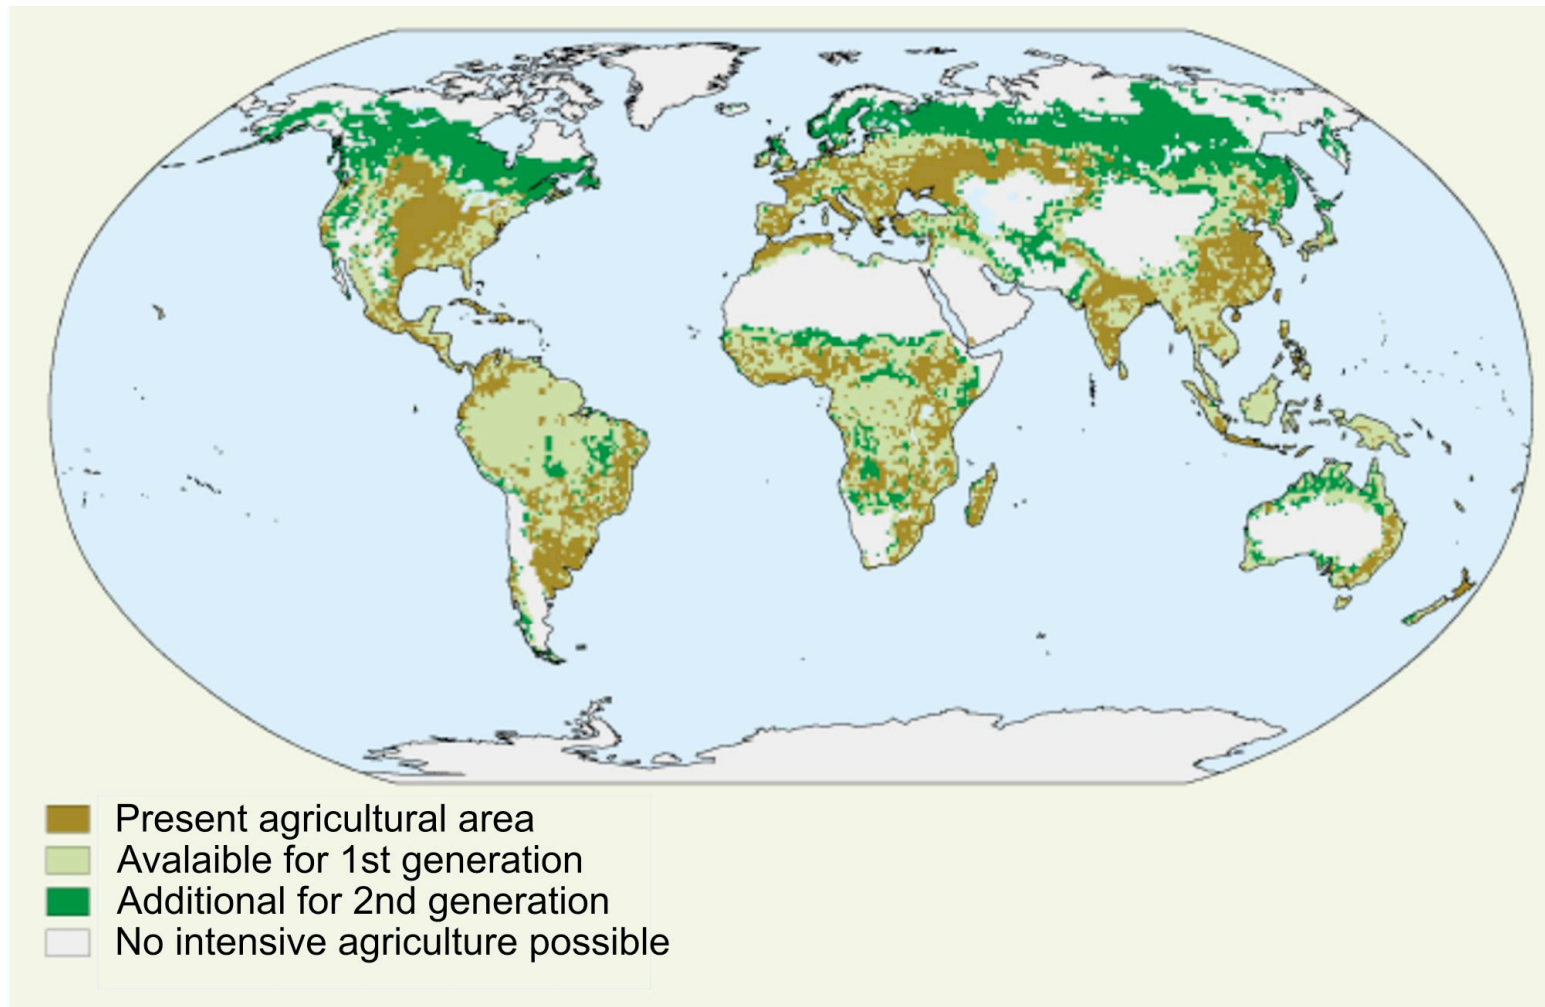 Present agricultural area
Avalaible for 1st generation
Additional for 2nd generation
No intensive agriculture possible